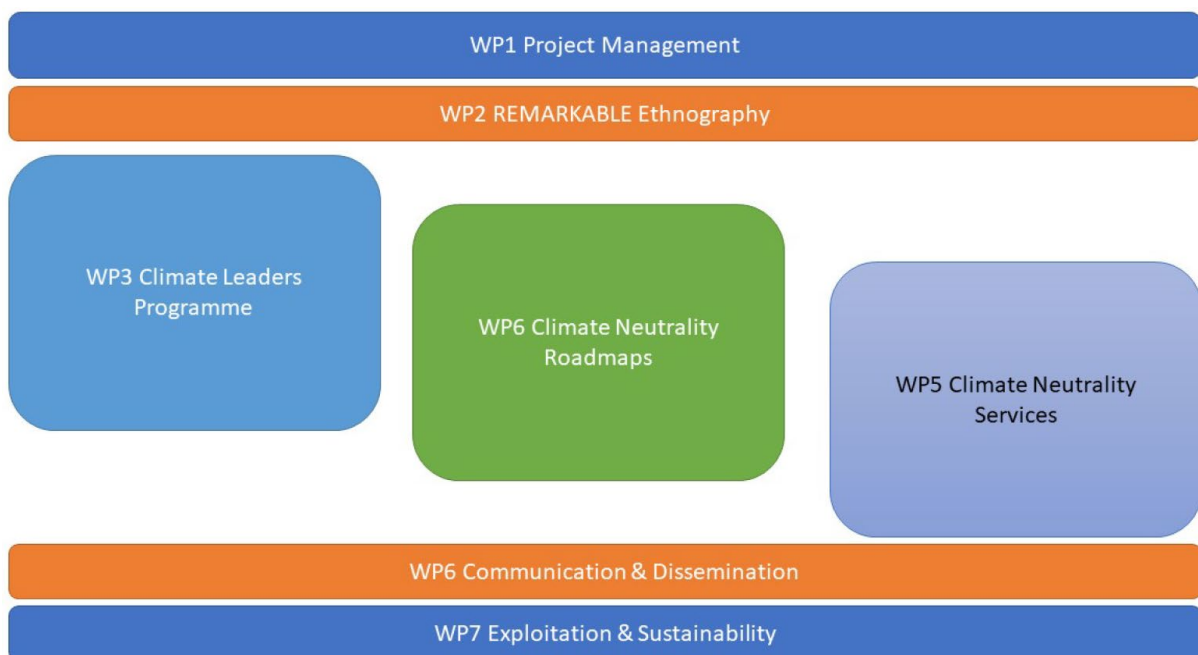 WP1 Project Management
WP2 REMARKABLE Ethnography
WP3 Climate Leaders
Programme
WP6 Climate Neutrality
Roadmaps
WP5 Climate Neutrality
Services
WP6 Communication & Dissemination
WP7 Exploitation & Sustainability